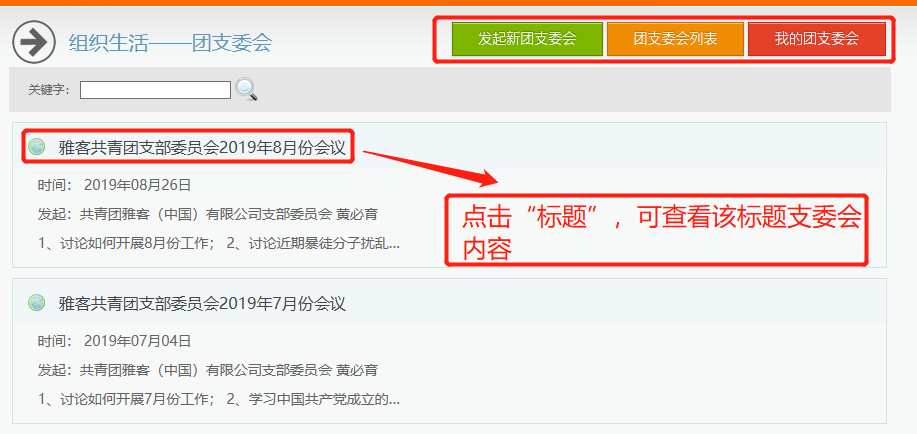 组织生活——团支委会
发起新团支委会 团支委会列表 我的团支委会
关键字：
雅客共青团支部委员会2019年8月份会议
时间： 2019年08月26日
发起：共青团雅客（中国）有限公司支部委员会 黄必育
1、讨论如何开展8月份工作； 2、讨论近期暴徒分子扰乱...
点击“标题”，可查看该标题支委会
内容
雅客共青团支部委员会2019年7月份会议
时间： 2019年07月04日
发起：共青团雅客（中国）有限公司支部委员会 黄必育
1、讨论如何开展7月份工作； 2、学习中国共产党成立的...